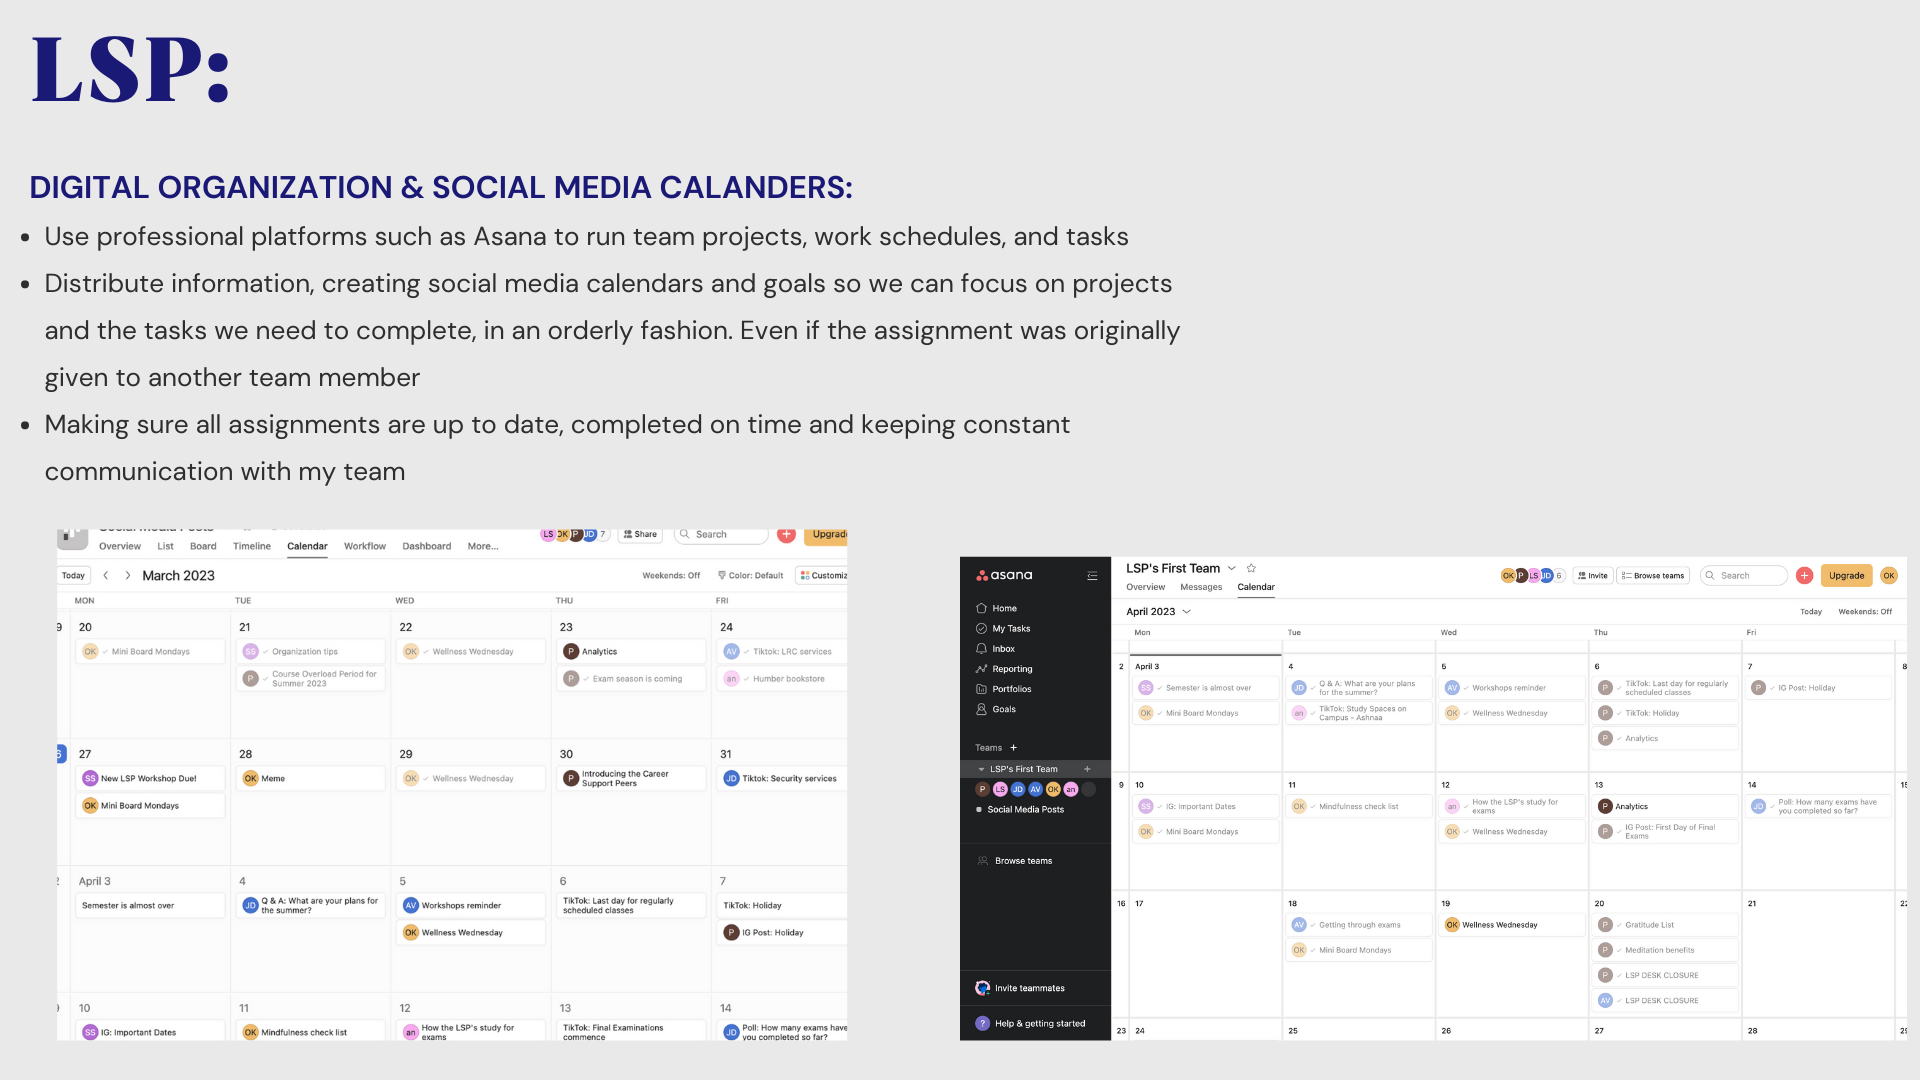 LSP:
DIGITAL ORGANIZATION & SOCIAL MEDIA CALANDERS:
Use professional platforms such as Asana to run team projects, work schedules, and tasks
Distribute information, creating social media calendars and goals so we can focus on projects
and the tasks we need to complete, in an orderly fashion. Even if the assignment was originally
given to another team member
Making sure all assignments are up to date, completed on time and keeping constant
communication with my team
LS OK P JD 7 Share Search + Upgrade
Overview List Board Timeline Calendar Workflow Dashboard More...
Today March 2023 Weekends: Off Color: Default Customiz
MON TUE WED THU FRI
9 20 21 22 23 24
OK Mini Board Mondays SS Organization tips OK Wellness Wednesday P Analytics AV Tiktok: LRC services
P Course Overload Period for
Summer 2023
P Exam season is coming an Humber bookstore
6 27 28 29 30 31
SS New LSP Workshop Due! OK Meme OK Wellness Wednesday P Introducing the Career
Support Peers
JD Tiktok: Security services
OK Mini Board Mondays
2 April 3 4 5 6 7
Semester is almost over JD Q & A: What are your plans for
the summer?
AV Workshops reminder TikTok: Last day for regularly
scheduled classes
TikTok: Holiday
OK Wellness Wednesday P IG Post: Holiday
9 10 11 12 13 14
SS IG: Important Dates OK Mindfulness check list an How the LSP's study for
exams
TikTok: Final Examinations
commence
JD Poll: How many exams have
you completed so far?
asana
Home
My Tasks
Inbox
Reporting
Portfolios
Goals
Teams +
LSP's First Team +
P LS JD AV OK an
Social Media Posts
Browse teams
Invite teammates
? Help & getting started
LSP's First Team OK P LS JD 6 Invite Browse teams Search + Upgrade OK
Overview Messages Calendar
April 2023 Today Weekends: Off
Mon Tue Wed Thu Fri
2 April 3 4 5 6 7 8
SS Semester is almost over JD Q & A: What are your plans
for the summer?
AV Workshops reminder P TikTok: Last day for regularly
scheduled classes
P IG Post: Holiday
OK Mini Board Mondays an TikTok: Study Spaces on
Campus - Ashnaa
OK Wellness Wednesday P TikTok: Holiday
P Analytics
9 10 11 12 13 14 15
SS IG: Important Dates OK Mindfulness check list an How the LSP's study for
exams
P Analytics JD Poll: How many exams have
you completed so far?
OK Mini Board Mondays OK Wellness Wednesday P IG Post: First Day of Final
Exams
16 17 18 19 20 21 22
AV Getting through exams OK Wellness Wednesday P Gratitude List
OK Mini Board Mondays P Meditation benefits
P LSP DESK CLOSURE
AV LSP DESK CLOSURE
23 24 25 26 27 28 29